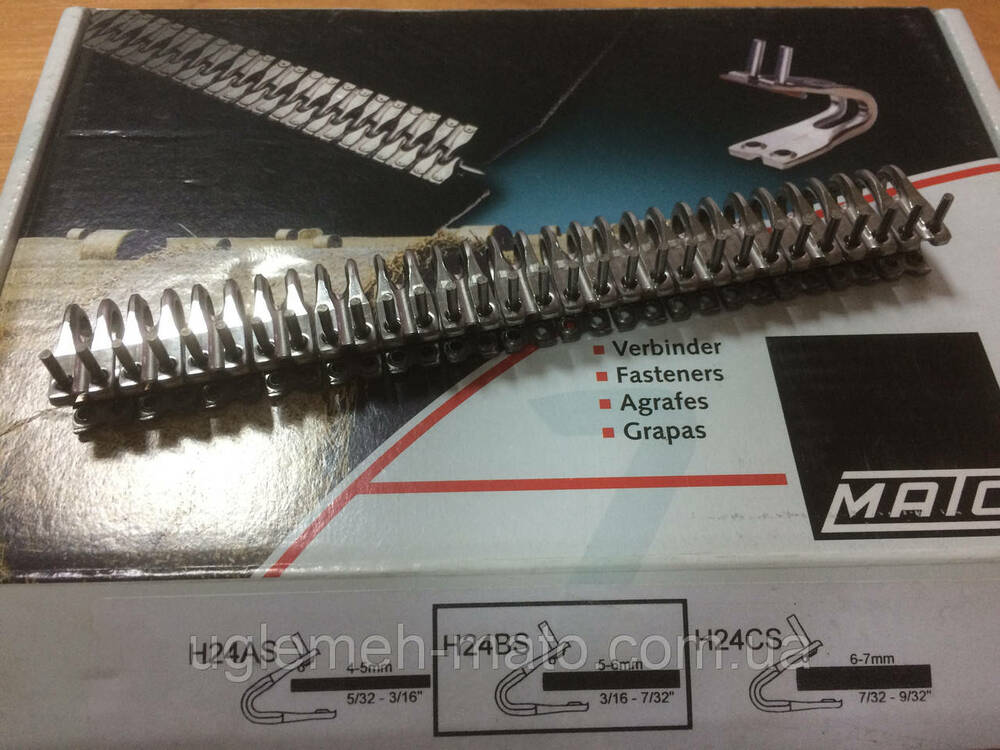 Verbinder
Fasteners
Agrafes
Grapas
MATO
H24AS
4-5mm
5/32 - 3/16"
H24BS
5-6mm
3/16 - 7/32"
H24CS
6-7mm
7/32 - 9/32"
uglemeh-mato.com.ua